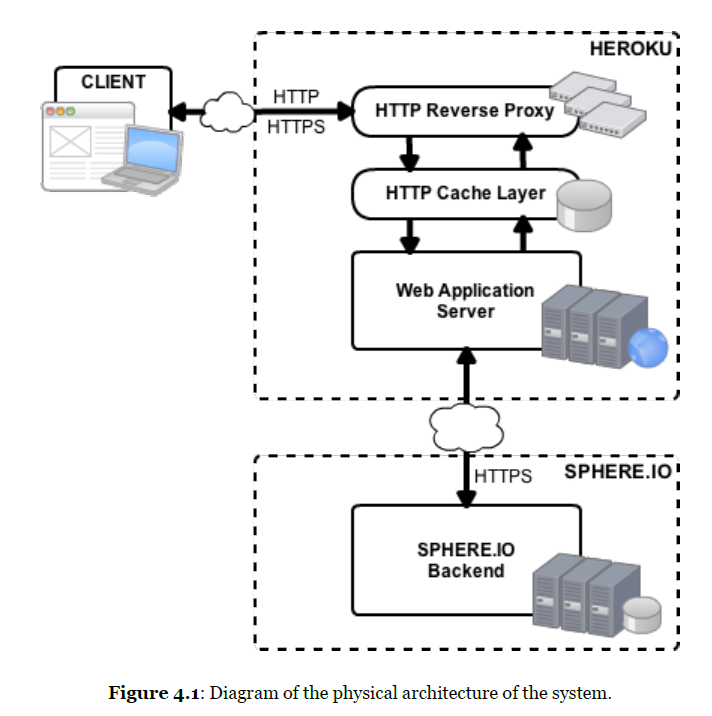 HEROKU
CLIENT
HTTP
HTTPS
HTTP Reverse Proxy
HTTP Cache Layer
Web Application
Server
SPHERE.IO
HTTPS
SPHERE.IO
Backend
Figure 4.1: Diagram of the physical architecture of the system.